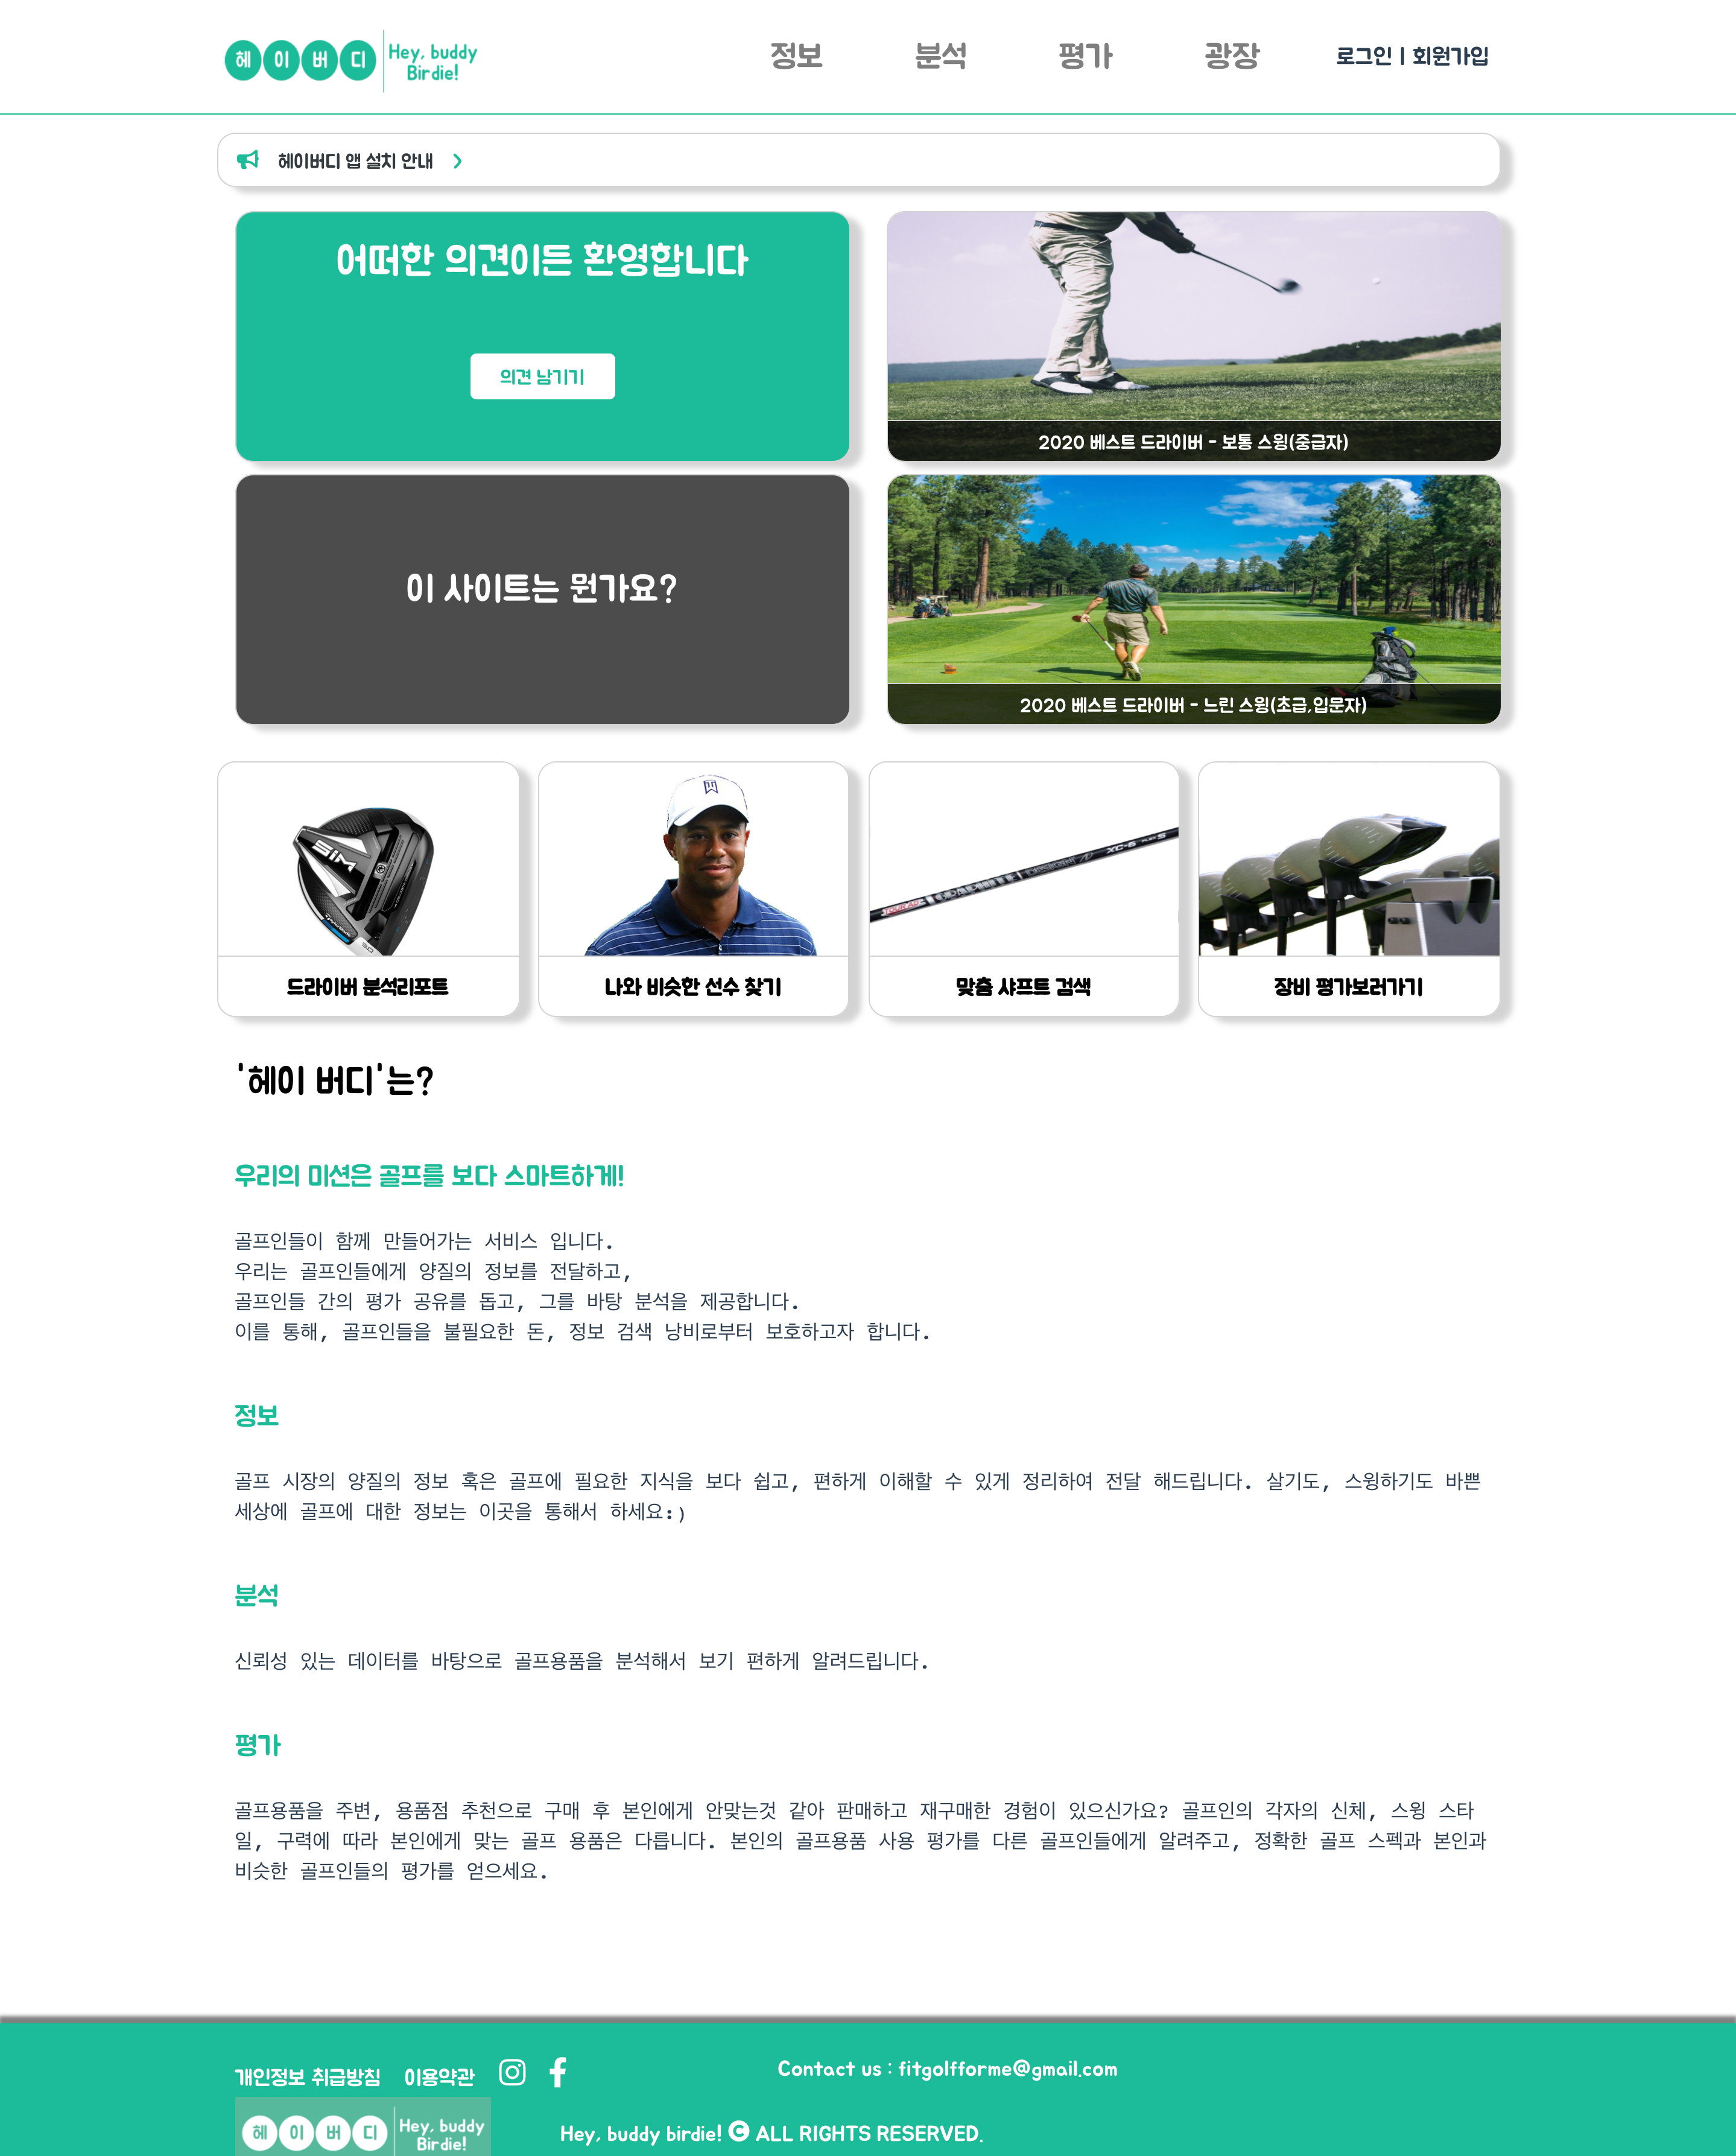 헤이버디 Hey, buddy
Birdie!
정보 분석 평가 광장 로그인 | 회원가입
헤이버디 앱 설치 안내
어떠한 의견이든 환영합니다
의견 남기기
2020 베스트 드라이버 - 보통 스윙(중급자)
이 사이트는 뭔가요?
2020 베스트 드라이버 - 느린 스윙(초급,입문자)
SIM
XC-6
드라이버 분석리포트
나와 비슷한 선수 찾기
맞춤 샤프트 검색
장비 평가보러가기
'헤이 버디'는?
우리의 미션은 골프를 보다 스마트하게!
골프인들이 함께 만들어가는 서비스 입니다.
우리는 골프인들에게 양질의 정보를 전달하고,
골프인들 간의 평가 공유를 돕고, 그를 바탕 분석을 제공합니다.
이를 통해, 골프인들을 불필요한 돈, 정보 검색 낭비로부터 보호하고자 합니다.
정보
골프 시장의 양질의 정보 혹은 골프에 필요한 지식을 보다 쉽고, 편하게 이해할 수 있게 정리하여 전달 해드립니다. 살기도, 스윙하기도 바쁜
세상에 골프에 대한 정보는 이곳을 통해서 하세요:)
분석
신뢰성 있는 데이터를 바탕으로 골프용품을 분석해서 보기 편하게 알려드립니다.
평가
골프용품을 주변, 용품점 추천으로 구매 후 본인에게 안맞는것 같아 판매하고 재구매한 경험이 있으신가요? 골프인의 각자의 신체, 스윙 스타
일, 구력에 따라 본인에게 맞는 골프 용품은 다릅니다. 본인의 골프용품 사용 평가를 다른 골프인들에게 알려주고, 정확한 골프 스펙과 본인과
비슷한 골프인들의 평가를 얻으세요.
개인정보 취급방침 이용약관
Contact us : fitgolfforme@gmail.com
헤이버디 Hey, buddy
Birdie!
Hey, buddy birdie! © ALL RIGHTS RESERVED.